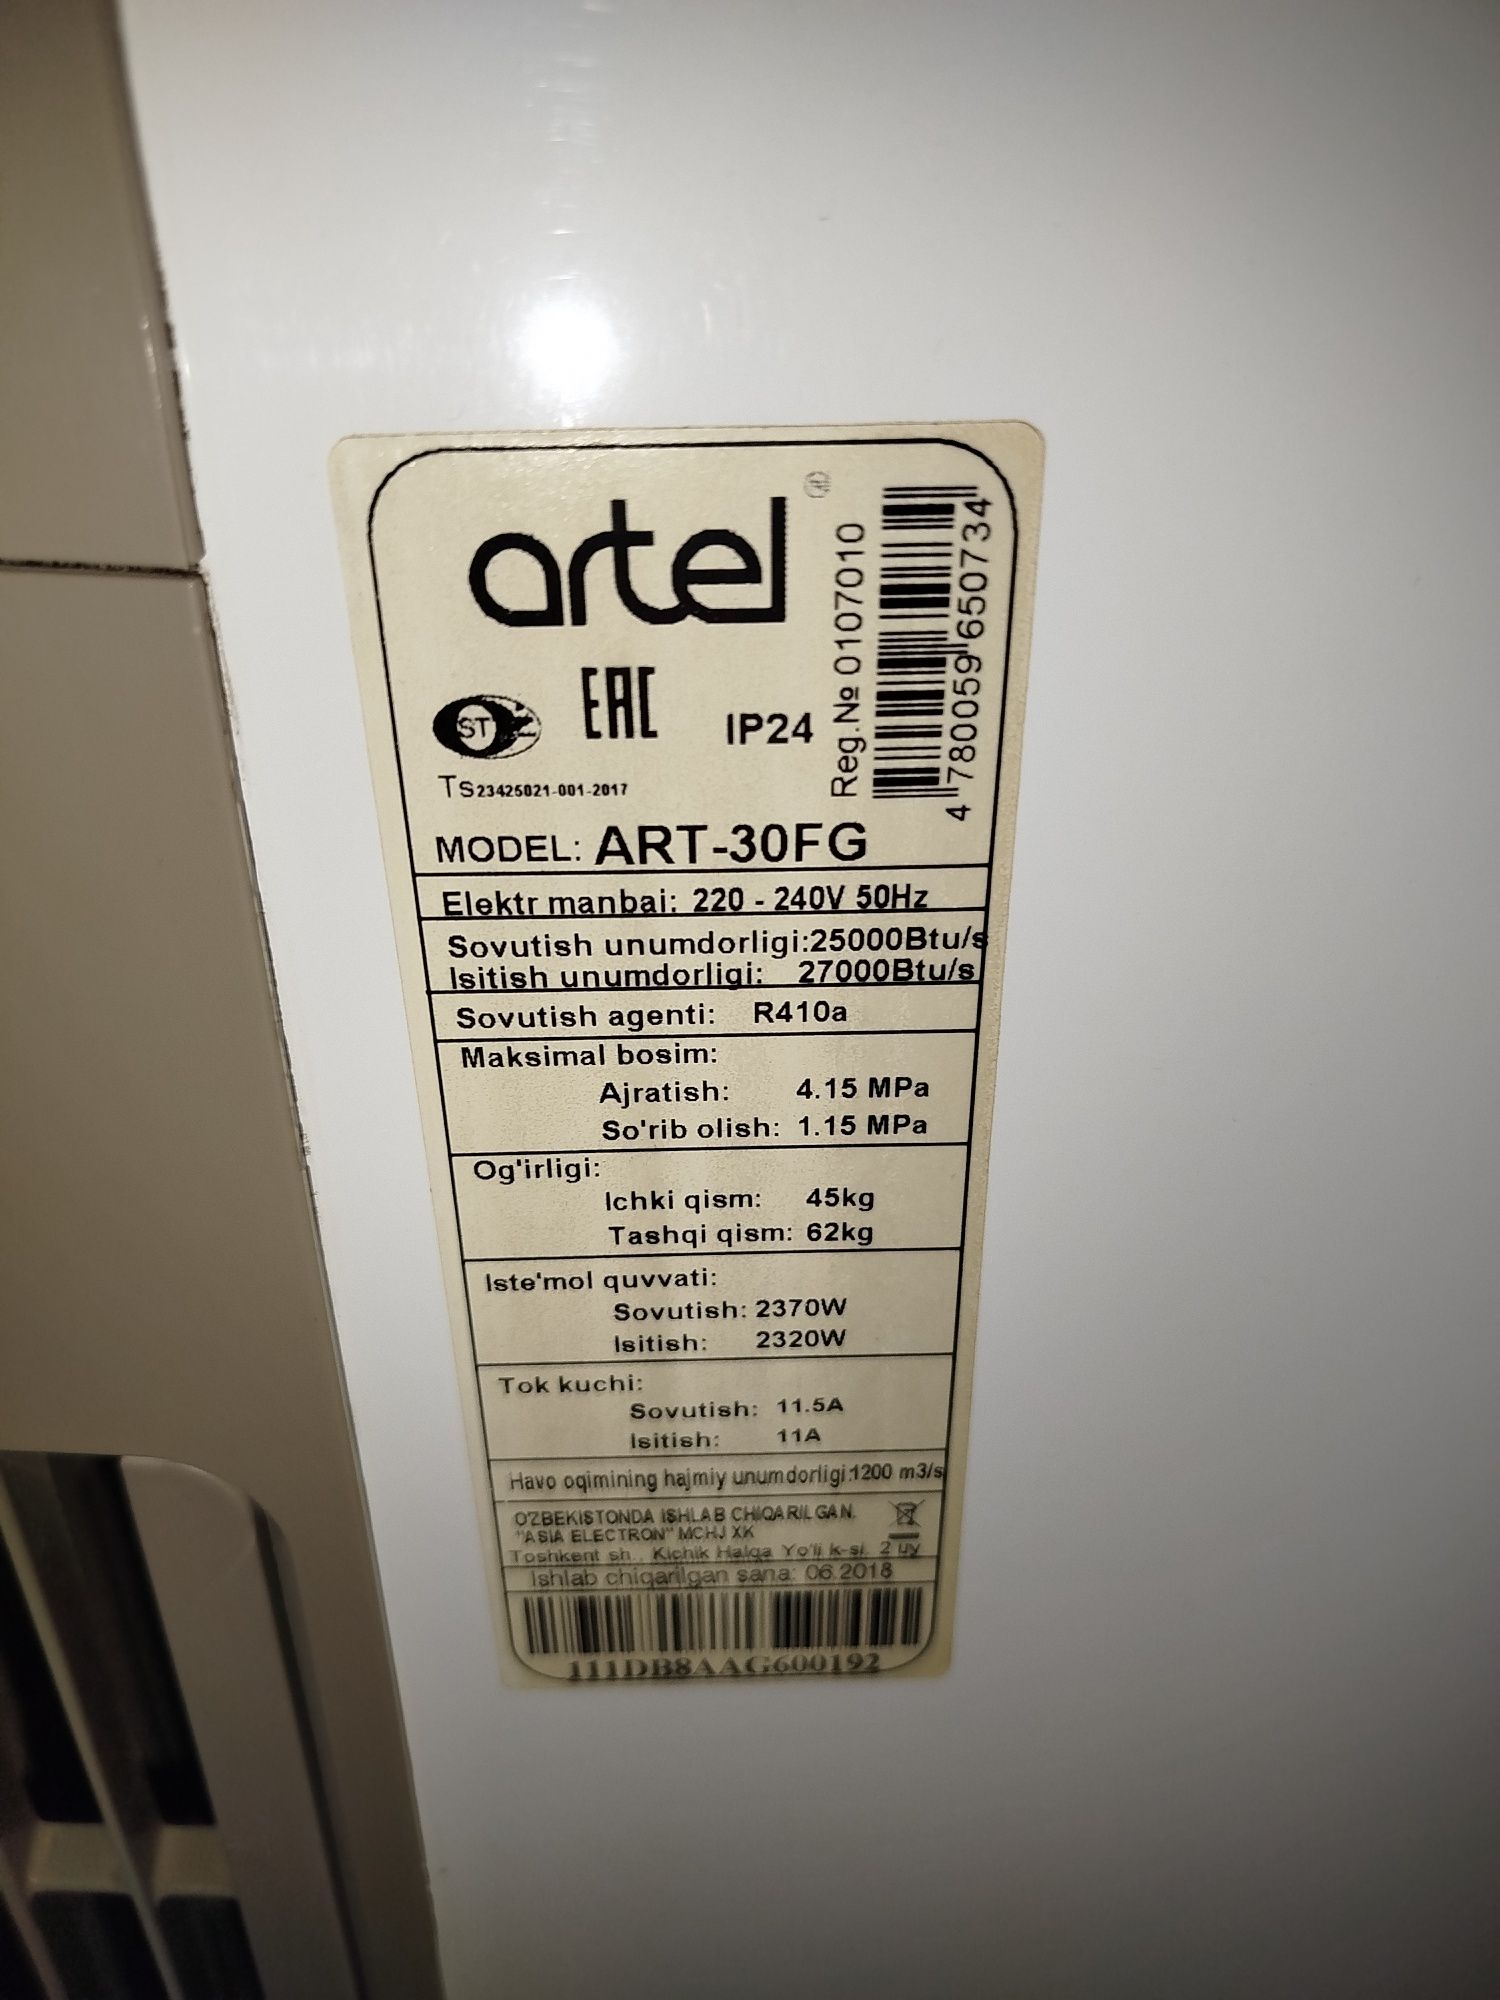 artel
Reg.№ 0107010
4 780059 650734
ST
EAC
IP24
TS23425021-001-2017
MODEL: ART-30FG
Elektr manbai: 220 - 240V 50Hz
Sovutish unumdorligi:25000Btu/s
Isitish unumdorligi: 27000Btu/s
Sovutish agenti: R410a
Maksimal bosim:
Ajratish: 4.15 MPa
So'rib olish: 1.15 MPa
Og'irligi:
Ichki qism: 45kg
Tashqi qism: 62kg
Iste'mol quvvati:
Sovutish: 2370W
Isitish: 2320W
Tok kuchi:
Sovutish: 11.5A
Isitish: 11A
Havo oqimining hajmiy unumdorligi:1200 m3/s
O'ZBEKISTONDA ISHLAB CHIQARILGAN.
"ASIA ELECTRON" MCHJ XK
Toshkent sh., Kichik Halqa Yo'li k-si. 2 uy
Ishlab chiqarilgan sana: 06.2018
111DB8AAG600192